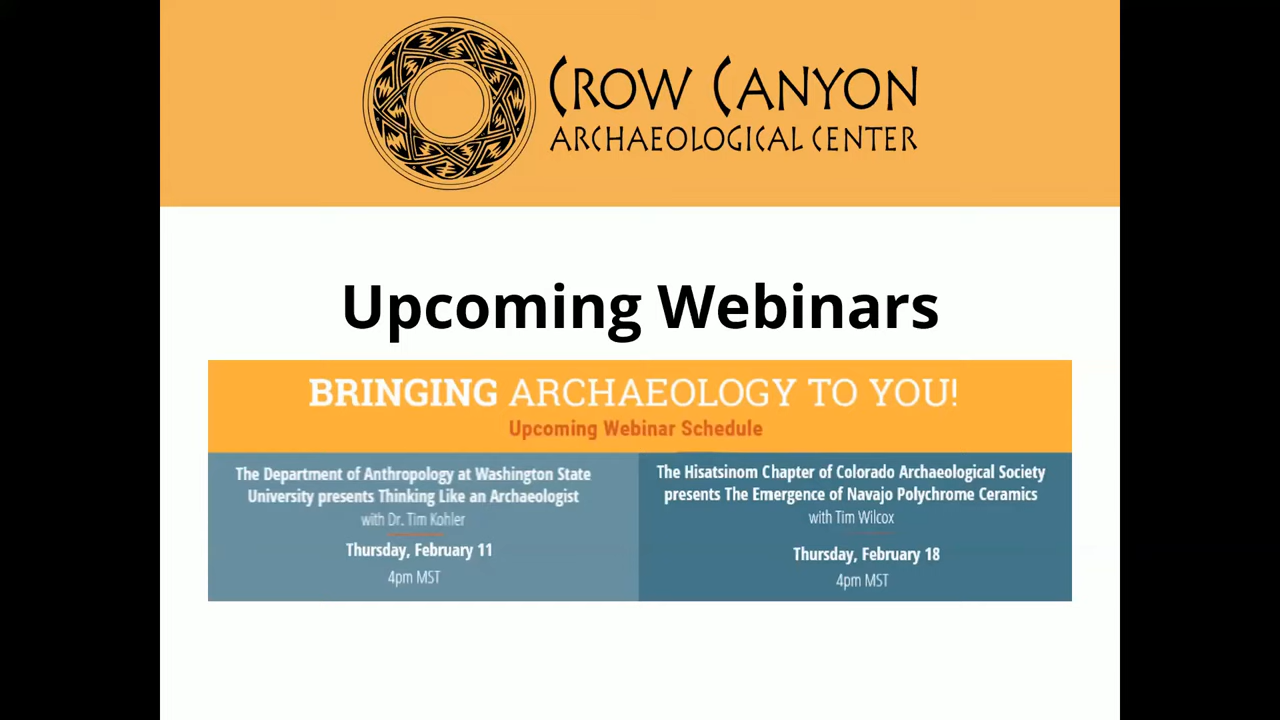 CROW CANYON
ARCHAEOLOGICAL CENTER
Upcoming Webinars
BRINGING ARCHAEOLOGY TO YOU!
Upcoming Webinar Schedule
The Department of Anthropology at Washington State
University presents Thinking Like an Archaeologist
with Dr. Tim Kohler
Thursday, February 11
4pm MST
The Hisatsinom Chapter of Colorado Archaeological Society
presents The Emergence of Navajo Polychrome Ceramics
with Tim Wilcox
Thursday, February 18
4pm MST